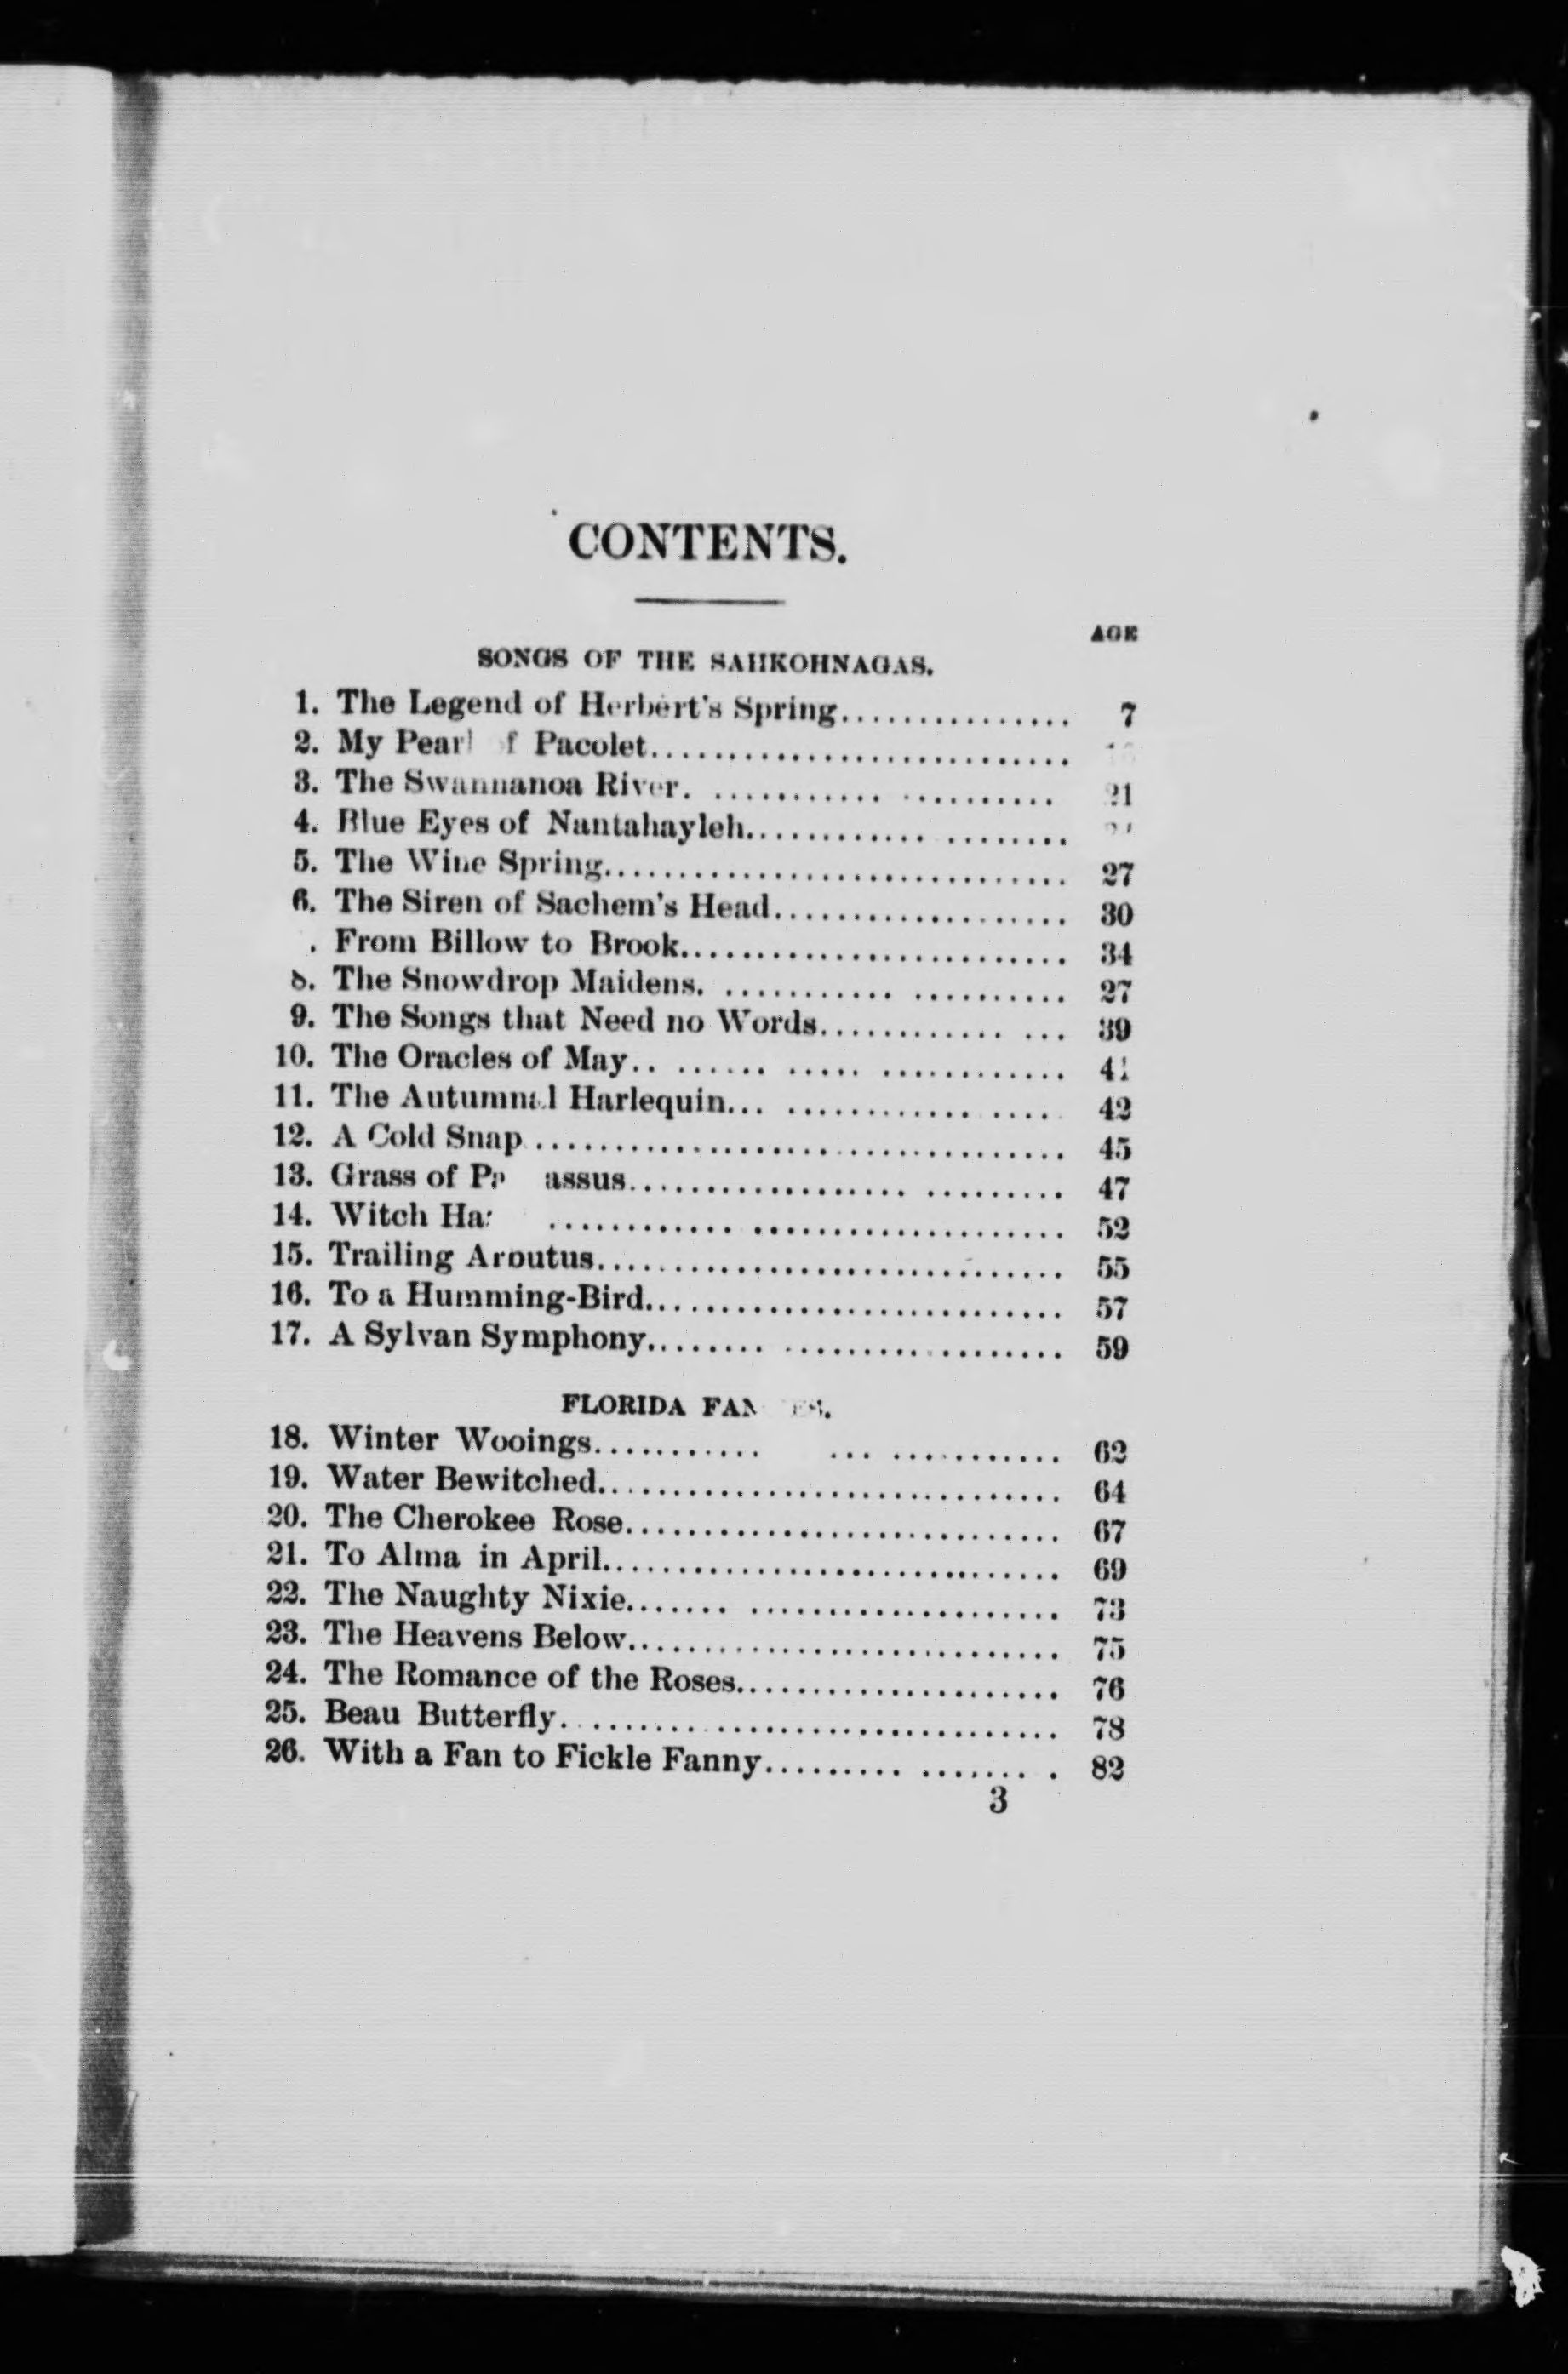 CONTENTS.
AGE
SONGS OF THE SAHKOHNAGAS.
1. The Legend of Herbert's Spring............... 7
2. My Pearl of Pacolet...........................
3. The Swannanoa River. ............ .......... 21
4. Blue Eyes of Nantahayleh............ ........
5. The Wine Spring.............................. 27
6. The Siren of Sachem's Head................... 30
. From Billow to Brook......................... 34
8. The Snowdrop Maidens. ............ .......... 27
9. The Songs that Need no Words............. ... 39
10. The Oracles of May.. ....... ..... ............ 41
11. The Autumnal Harlequin... ............ ..... 42
12. A Cold Snap .................................. 45
13. Grass of Pa assus.................. ......... 47
14. Witch Ha ............ .................... 52
15. Trailing Arbutus.............................. 55
16. To a Humming-Bird........................... 57
17. A Sylvan Symphony........ .................. 59
FLORIDA FAN ES.
18. Winter Wooings........... ... ........... 62
19. Water Bewitched.............................. 64
20. The Cherokee Rose............................ 67
21. To Alma in April............................. 69
22. The Naughty Nixie....... .................... 73
23. The Heavens Below............................ 75
24. The Romance of the Roses..................... 76
25. Beau Butterfly................................ 78
26. With a Fan to Fickle Fanny......... ....... . 82
3